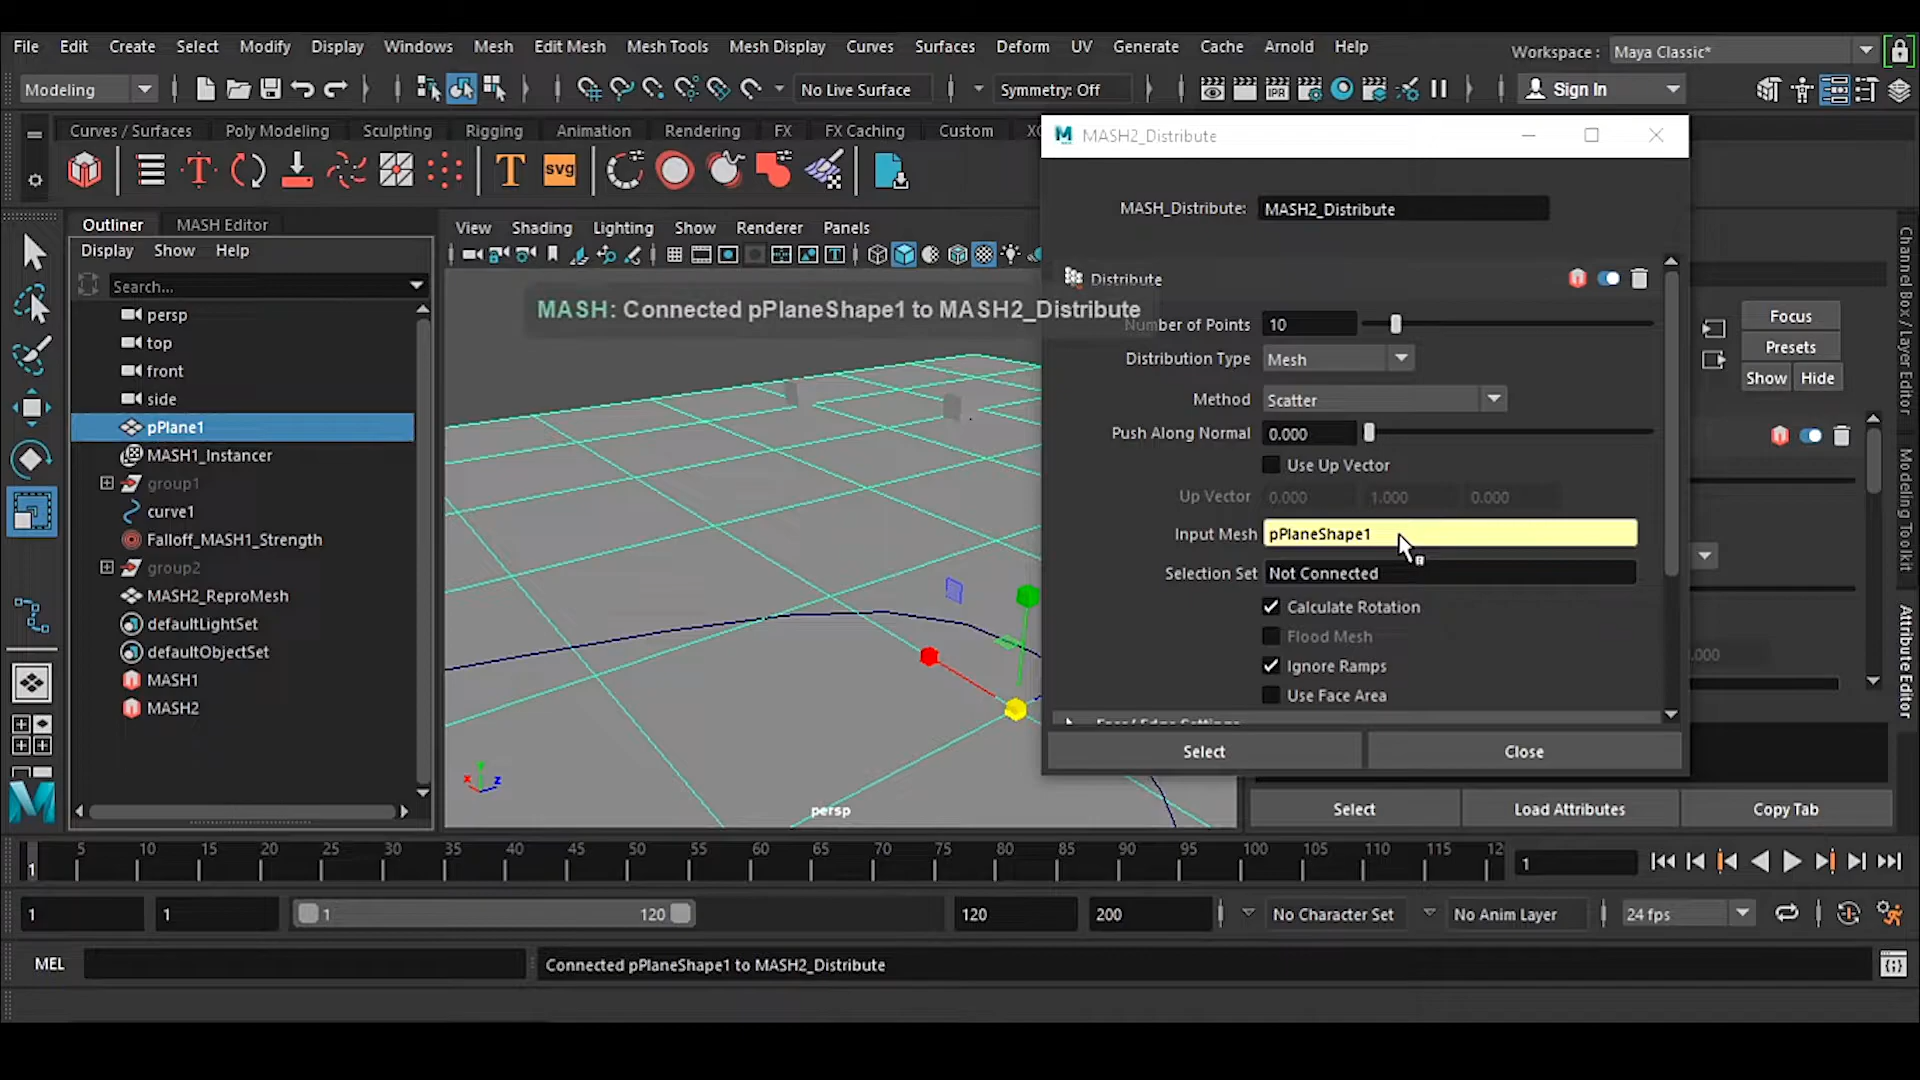 File Edit Create Select Modify Display Windows Mesh Edit Mesh Mesh Tools Mesh Display Curves Surfaces Deform UV Generate Cache Arnold Help
Workspace : Maya Classic*
Modeling No Live Surface Symmetry: Off Sign In
IPR
Curves / Surfaces Poly Modeling Sculpting Rigging Animation Rendering FX FX Caching Custom
T T svg
MASH2_Distribute
MASH_Distribute: MASH2_Distribute
Outliner MASH Editor
Display Show Help
Search...
persp
top
front
side
pPlane1
MASH1_Instancer
group1
curve1
Falloff_MASH1_Strength
group2
MASH2_ReproMesh
defaultLightSet
defaultObjectSet
MASH1
MASH2
View Shading Lighting Show Renderer Panels
MASH: Connected pPlaneShape1 to MASH2_Distribute
x y z
persp
Distribute
Number of Points 10
Distribution Type Mesh
Method Scatter
Push Along Normal 0.000
Use Up Vector
Up Vector 0.000 1.000 0.000
Input Mesh pPlaneShape1
Selection Set Not Connected
Calculate Rotation
Flood Mesh
Ignore Ramps
Use Face Area
Select Close
Focus
Presets
Show Hide
Select Load Attributes Copy Tab
Channel Box / Layer Editor
Modeling Toolkit
Attribute Editor
5 10 15 20 25 30 35 40 45 50 55 60 65 70 75 80 85 90 95 100 105 110 115 12
1 1
1 1 1 120 120 200 No Character Set No Anim Layer 24 fps
MEL Connected pPlaneShape1 to MASH2_Distribute